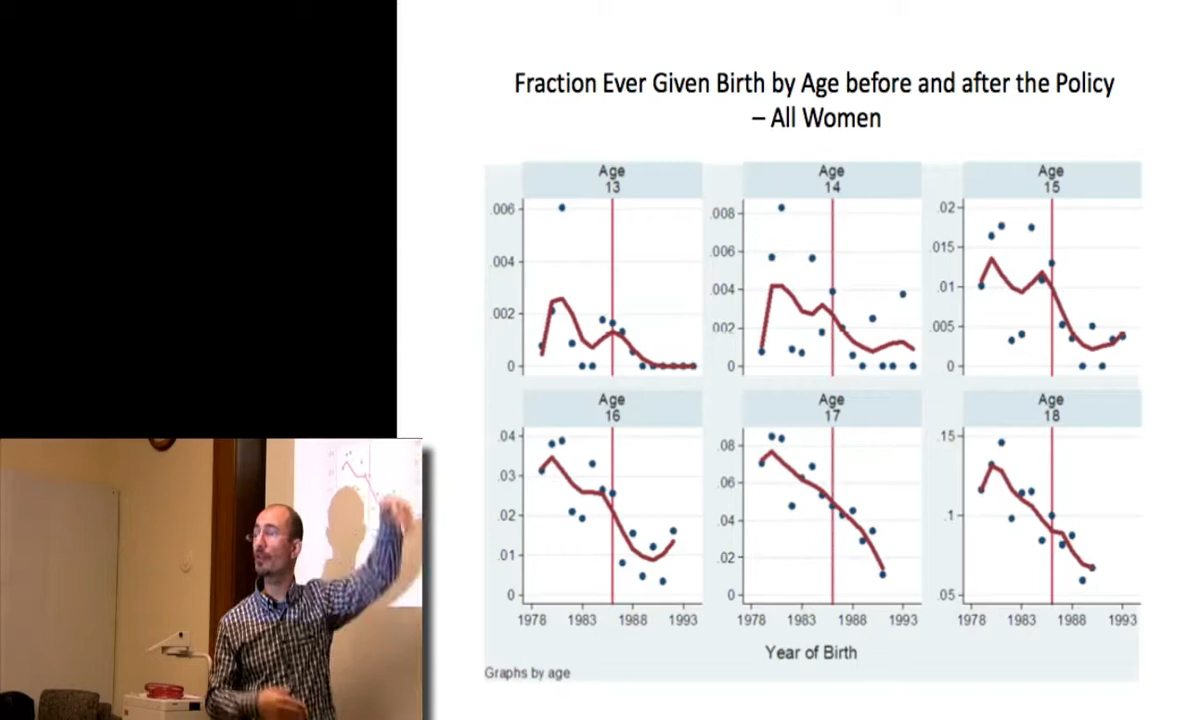 Fraction Ever Given Birth by Age before and after the Policy
– All Women
Age
13
Age
14
Age
15
.006
.004
.002
0
.008
.006
.004
.002
0
.02
.015
.01
.005
0
Age
16
Age
17
Age
18
.04
.03
.02
.01
0
.08
.06
.04
.02
0
.15
.1
.05
1978 1983 1988 1993
1978 1983 1988 1993
1978 1983 1988 1993
Year of Birth
Graphs by age